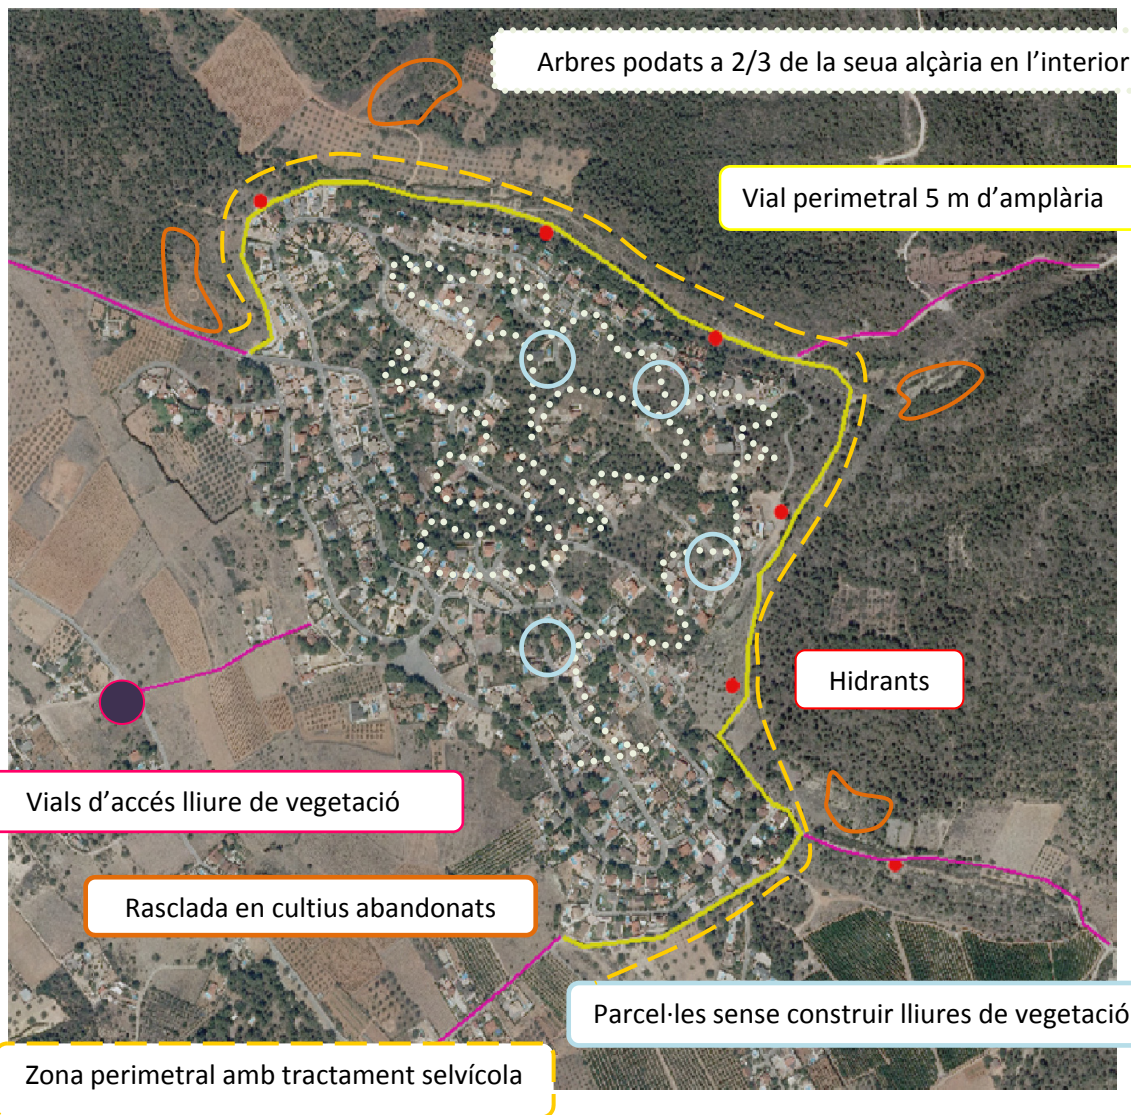 Arbres podats a 2/3 de la seua alçària en l’interior
Vial perimetral 5 m d’amplària
Hidrants
Vials d’accés lliure de vegetació
Rasclada en cultius abandonats
Parcel·les sense construir lliures de vegetació
Zona perimetral amb tractament selvícola